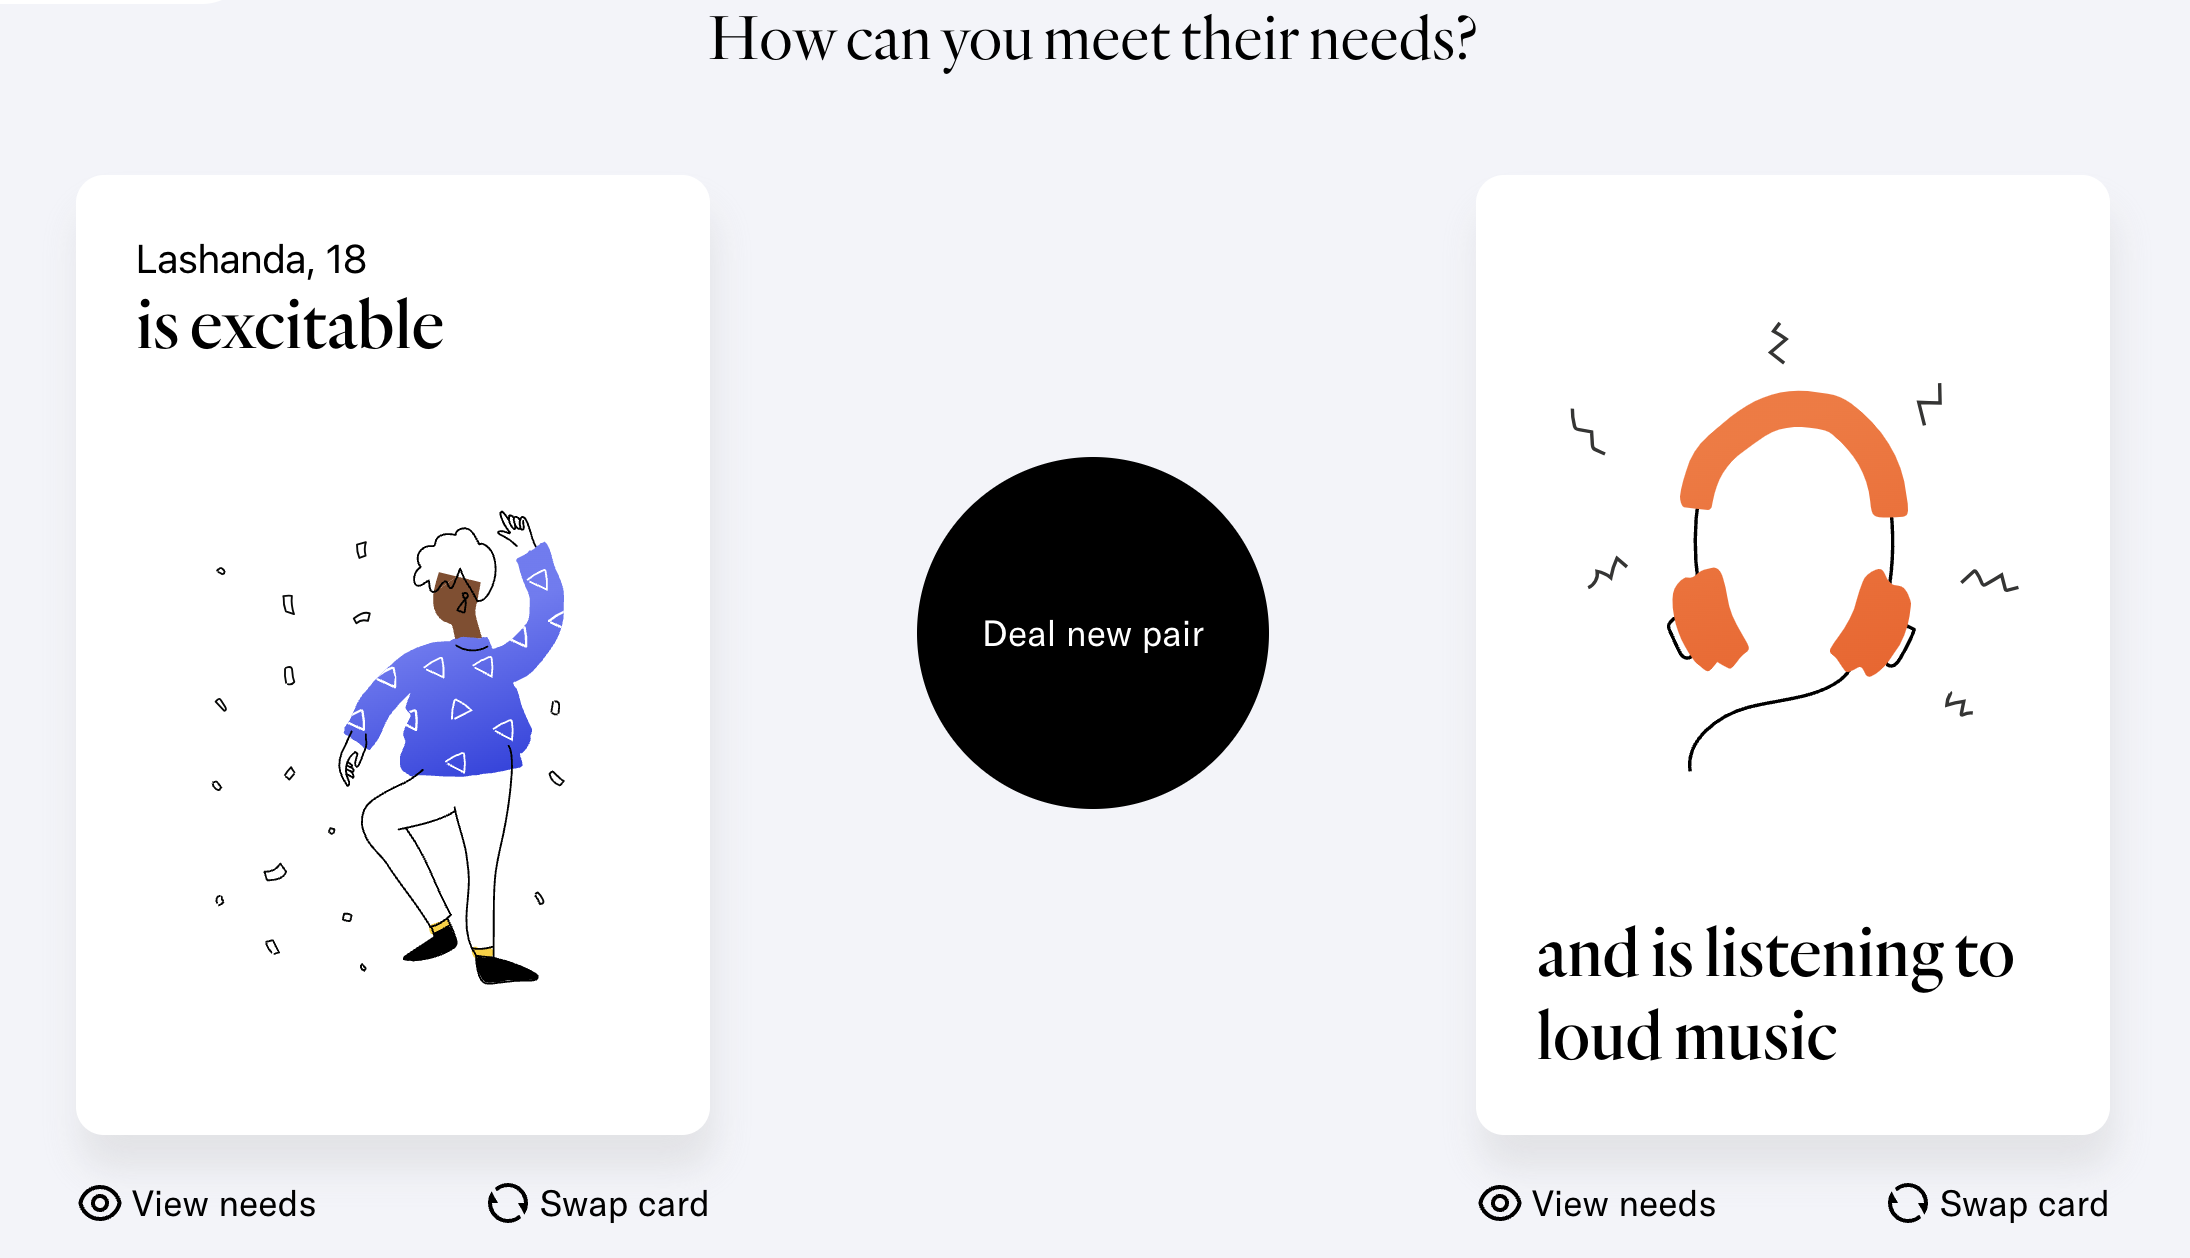 How can you meet their needs?
Lashanda, 18
is excitable
Deal new pair
and is listening to
loud music
View needs
Swap card
View needs
Swap card